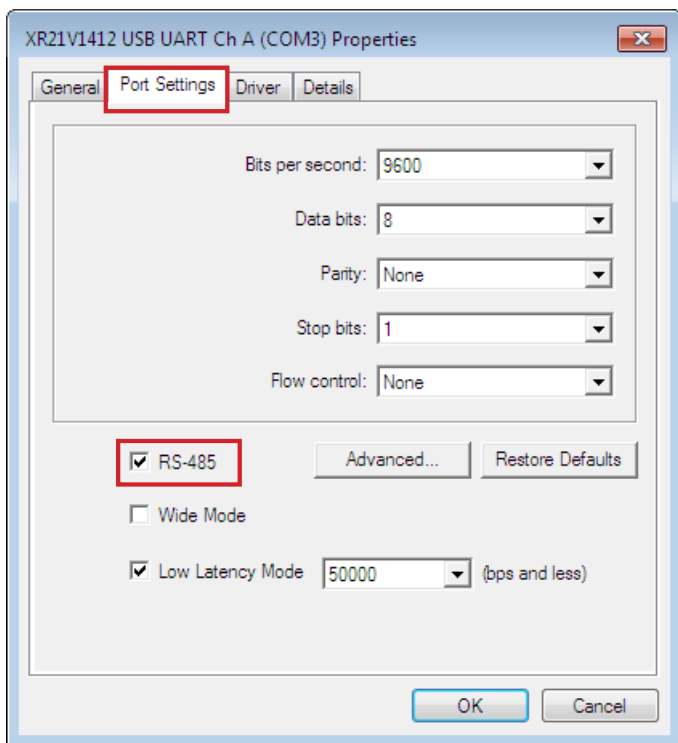 XR21V1412 USB UART Ch A (COM3) Properties
General Port Settings Driver Details
Bits per second: 9600
Data bits: 8
Parity: None
Stop bits: 1
Flow control: None
RS-485 Advanced... Restore Defaults
Wide Mode
Low Latency Mode 50000 (bps and less)
OK Cancel